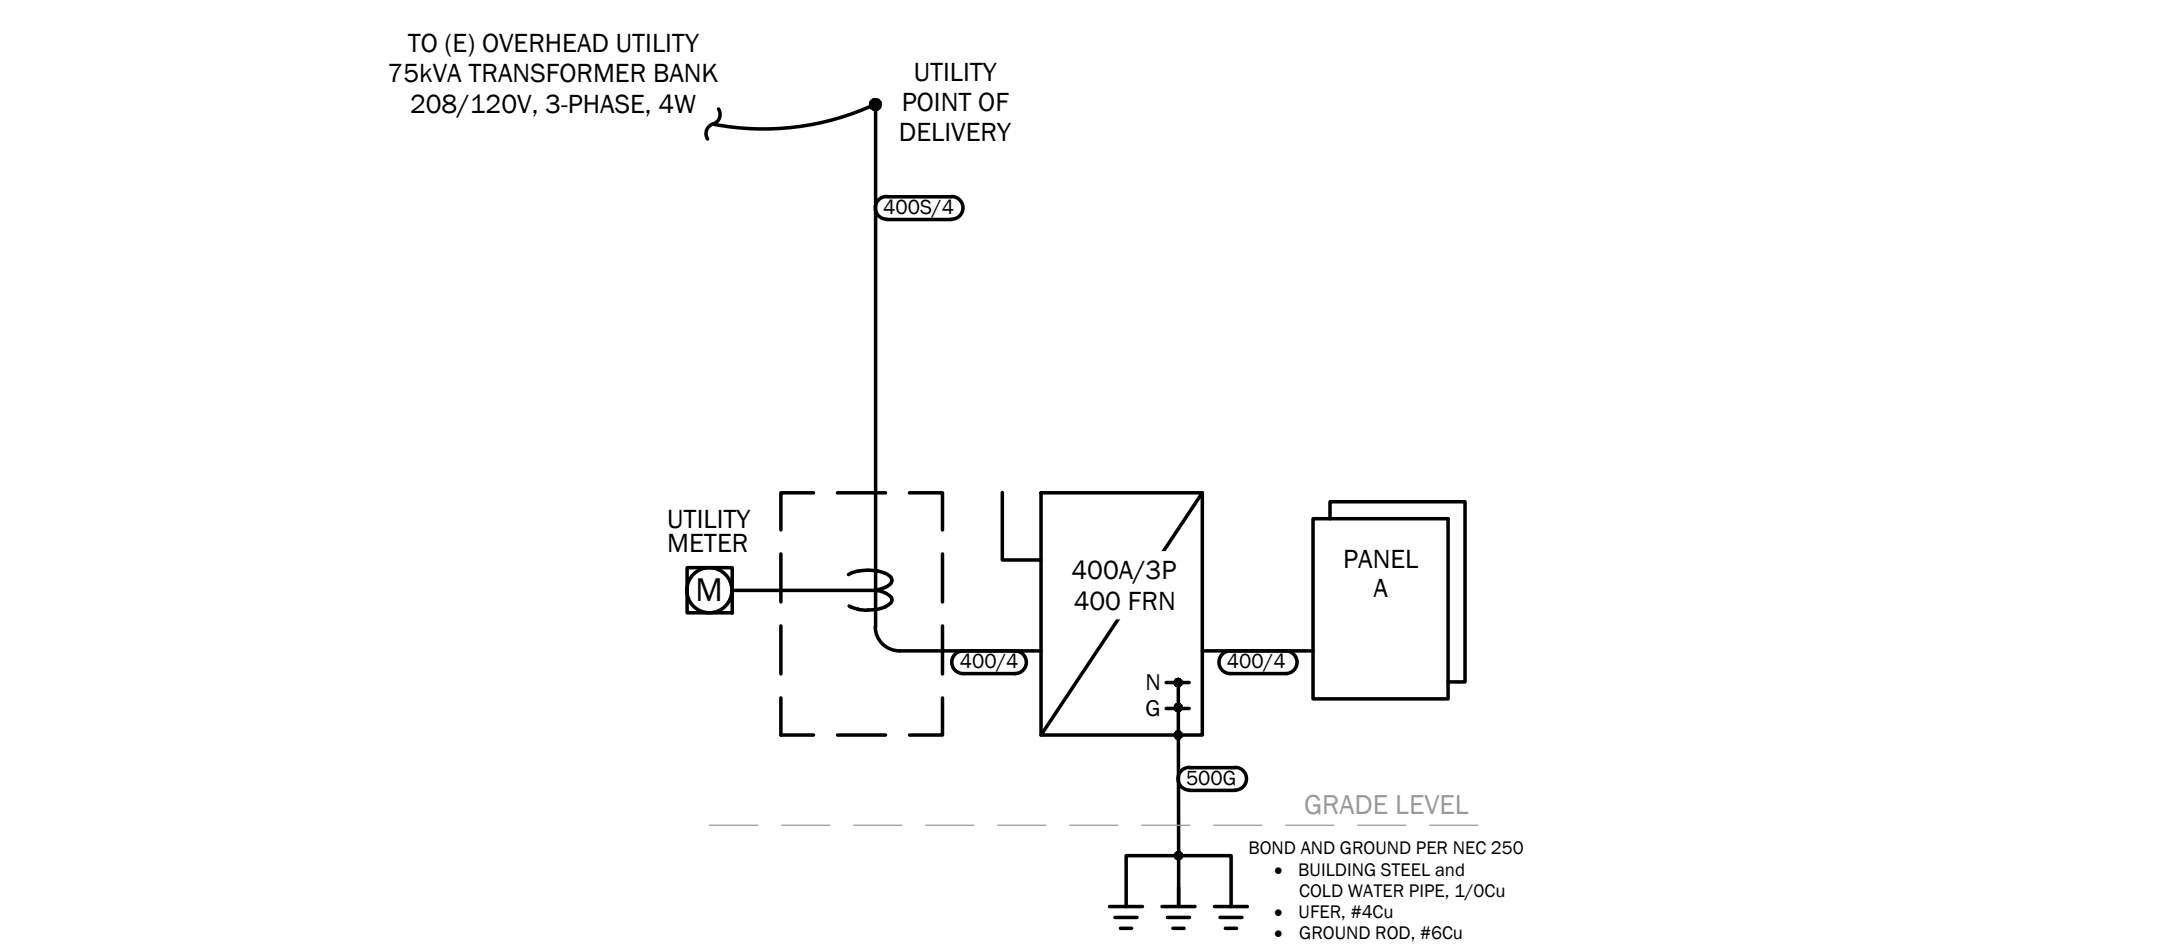 TO (E) OVERHEAD UTILITY
75kVA TRANSFORMER BANK
208/120V, 3-PHASE, 4W
UTILITY
POINT OF
DELIVERY
400S/4
UTILITY
METER
M
400/4
400A/3P
400 FRN
N
G
400/4
PANEL
A
500G
GRADE LEVEL
BOND AND GROUND PER NEC 250
• BUILDING STEEL and
COLD WATER PIPE, 1/0Cu
• UFER, #4Cu
• GROUND ROD, #6Cu